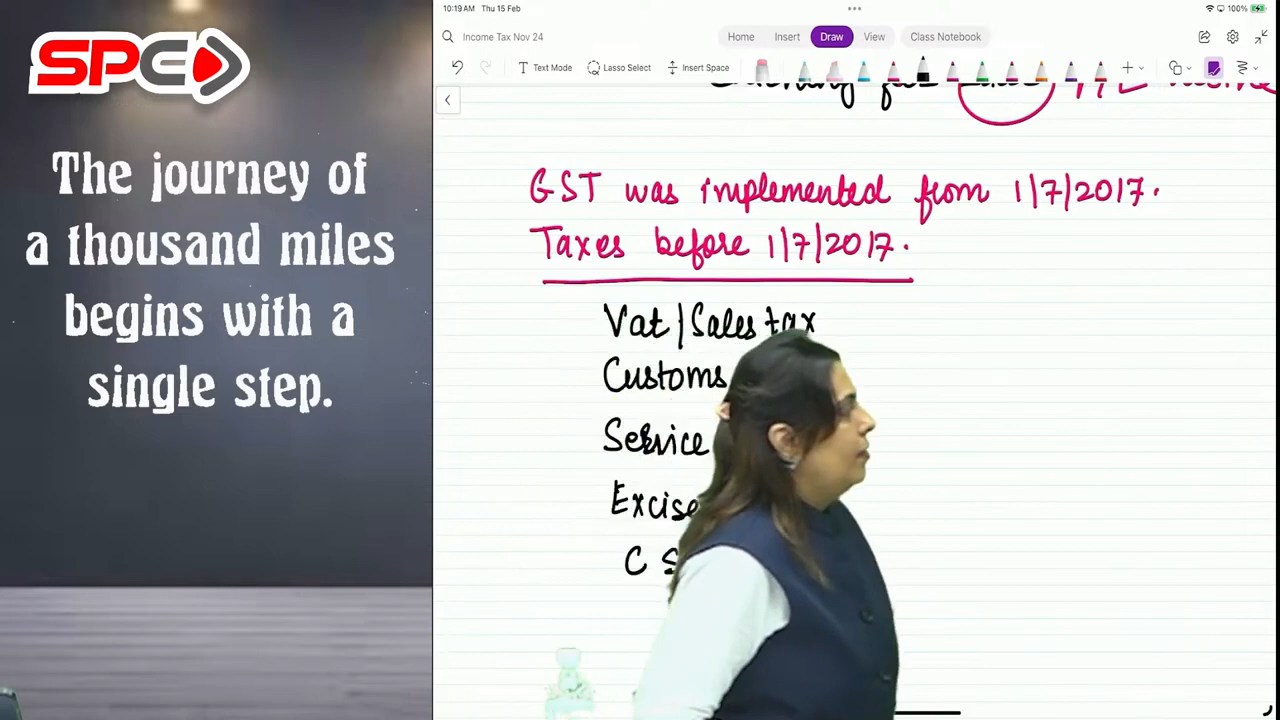 SPE
The journey of
a thousand miles
begins with a
single step.
10:19 AM Thu 15 Feb
100%
Income Tax Nov 24
Home Insert Draw View Class Notebook
Text Mode Lasso Select Insert Space
GST was implemented from 1/7/2017.
Taxes before 1/7/2017.
Vat/Sales tax
Customs
Service
Excise
C S